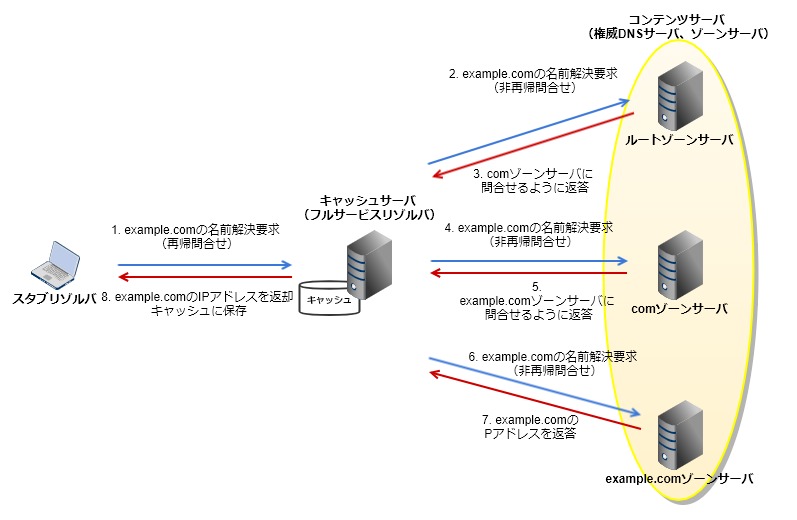 コンテンツサーバ
（権威DNSサーバ、ゾーンサーバ）
2. example.comの名前解決要求
（非再帰問合せ）
ルートゾーンサーバ
3. comゾーンサーバに
問合せるように返答
キャッシュサーバ
（フルサービスリゾルバ）
1. example.comの名前解決要求
（再帰問合せ）
4. example.comの名前解決要求
（非再帰問合せ）
スタブリゾルバ
8. example.comのIPアドレスを返却
キャッシュに保存
キャッシュ
5.
example.comゾーンサーバに
問合せるように返答
comゾーンサーバ
6. example.comの名前解決要求
（非再帰問合せ）
7. example.comの
Pアドレスを返答
example.comゾーンサーバ